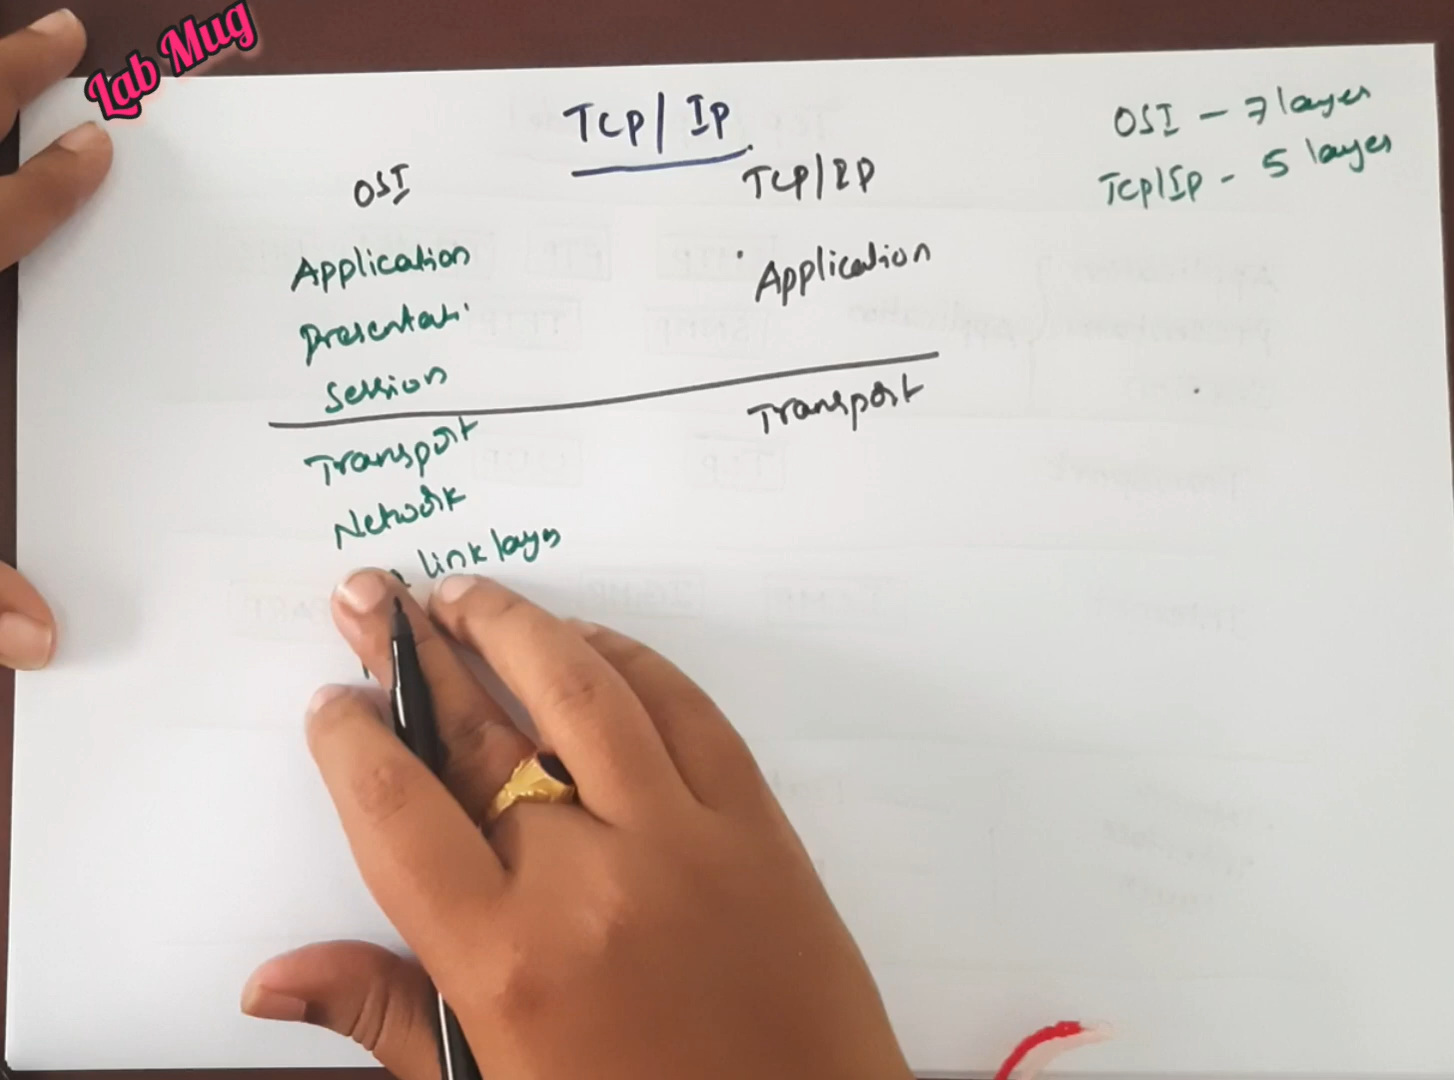 Lab Mug
TCP/IP
OSI - 7 layer
TCP/IP - 5 layer
OSI
TCP/IP
Application
Presentati
Session
Transport
Network
link layer
Application
Transport